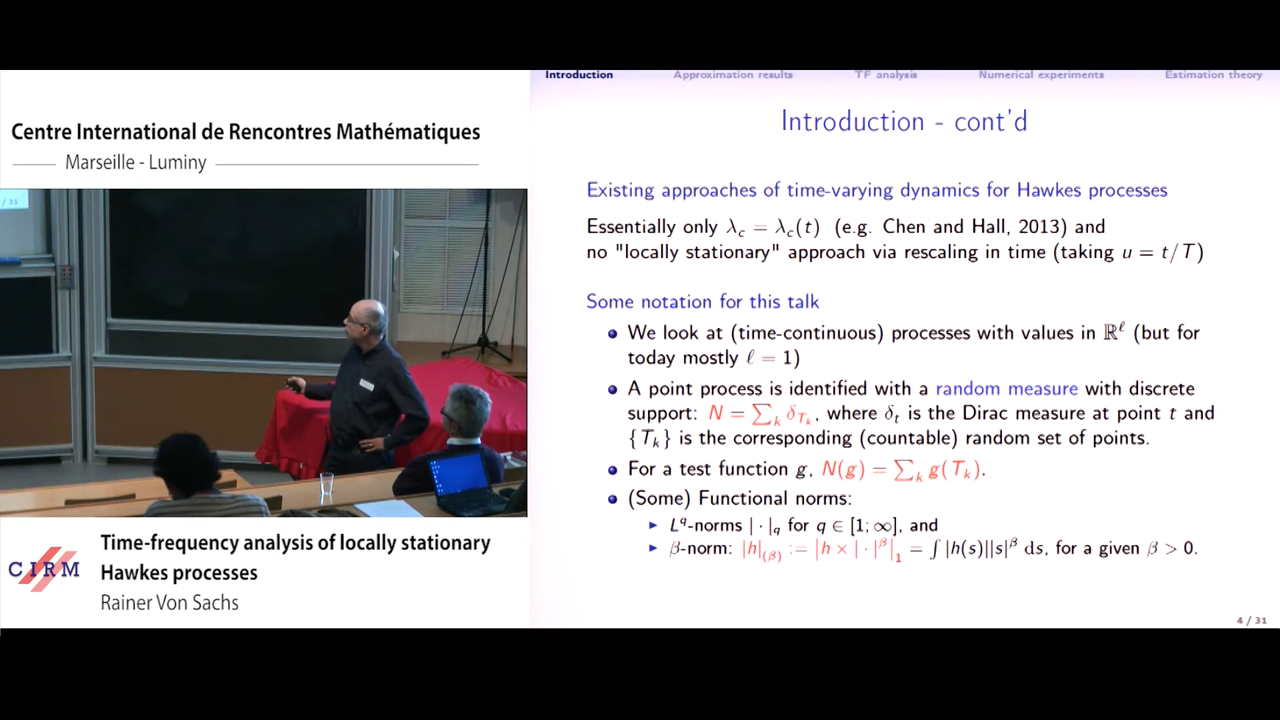 Centre International de Rencontres Mathématiques
Marseille - Luminy
/ 31
Time-frequency analysis of locally stationary
Hawkes processes
CIRM
Rainer Von Sachs
Introduction Approximation results TF analysis Numerical experiments Estimation theory
Introduction - cont'd
Existing approaches of time-varying dynamics for Hawkes processes
Essentially only λ_c = λ_c(t) (e.g. Chen and Hall, 2013) and
no "locally stationary" approach via rescaling in time (taking u = t/T)
Some notation for this talk
We look at (time-continuous) processes with values in ℝ^ℓ (but for
today mostly ℓ = 1)
A point process is identified with a random measure with discrete
support: N = ∑_k δ_{T_k}, where δ_t is the Dirac measure at point t and
{T_k} is the corresponding (countable) random set of points.
For a test function g, N(g) = ∑_k g(T_k).
(Some) Functional norms:
L^q-norms | · |_q for q ∈ [1; ∞], and
β-norm: |h|_(β) := |h × | · |^β|_1 = ∫ |h(s)||s|^β ds, for a given β > 0.
4 / 31